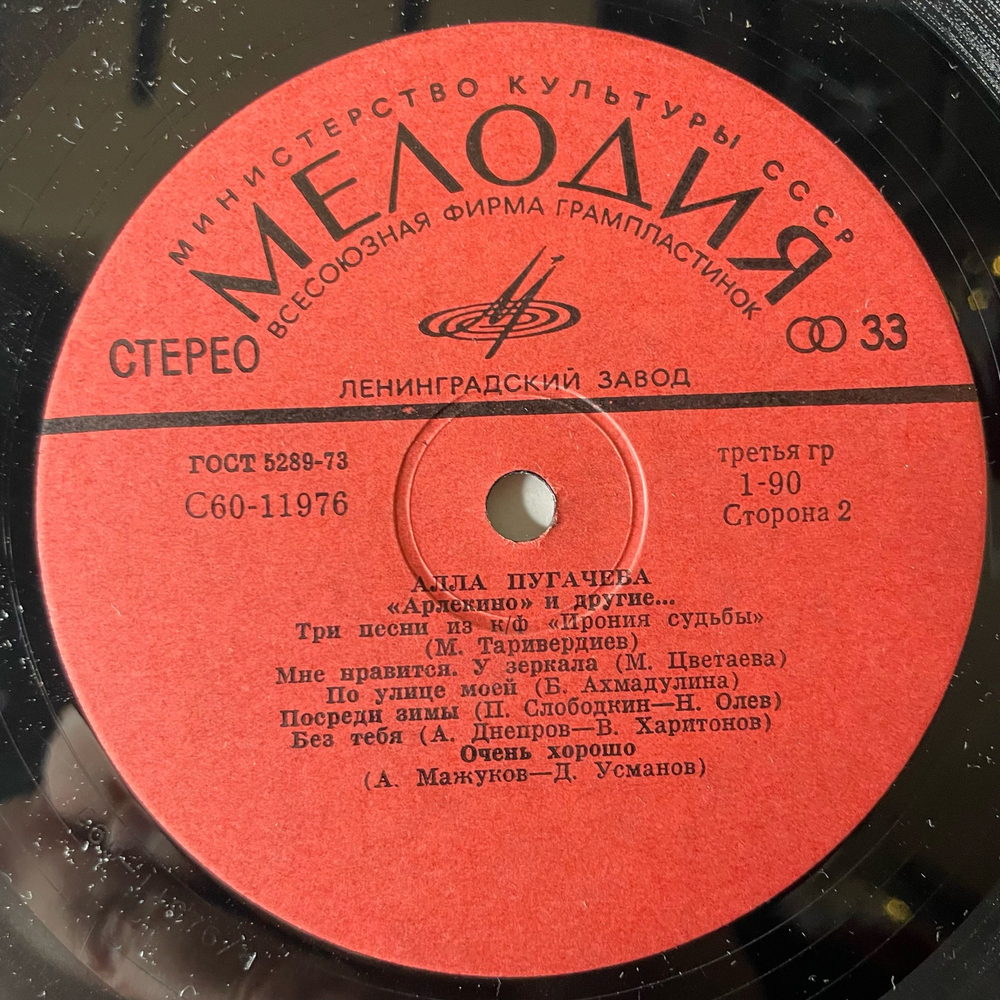 МИНИСТЕРСТВО КУЛЬТУРЫ СССР
МЕЛОДИЯ
ВСЕСОЮЗНАЯ ФИРМА ГРАМПЛАСТИНОК
СТЕРЕО
33
ЛЕНИНГРАДСКИЙ ЗАВОД
ГОСТ 5289-73
С60-11976
третья гр
1-90
Сторона 2
АЛЛА ПУГАЧЕВА
«Арлекино» и другие...
Три песни из к/ф «Ирония судьбы»
(М. Таривердиев)
Мне нравится. У зеркала (М. Цветаева)
По улице моей (Б. Ахмадулина)
Посреди зимы (П. Слободкин—Н. Олев)
Без тебя (А. Днепров—В. Харитонов)
Очень хорошо
(А. Мажуков—Д. Усманов)